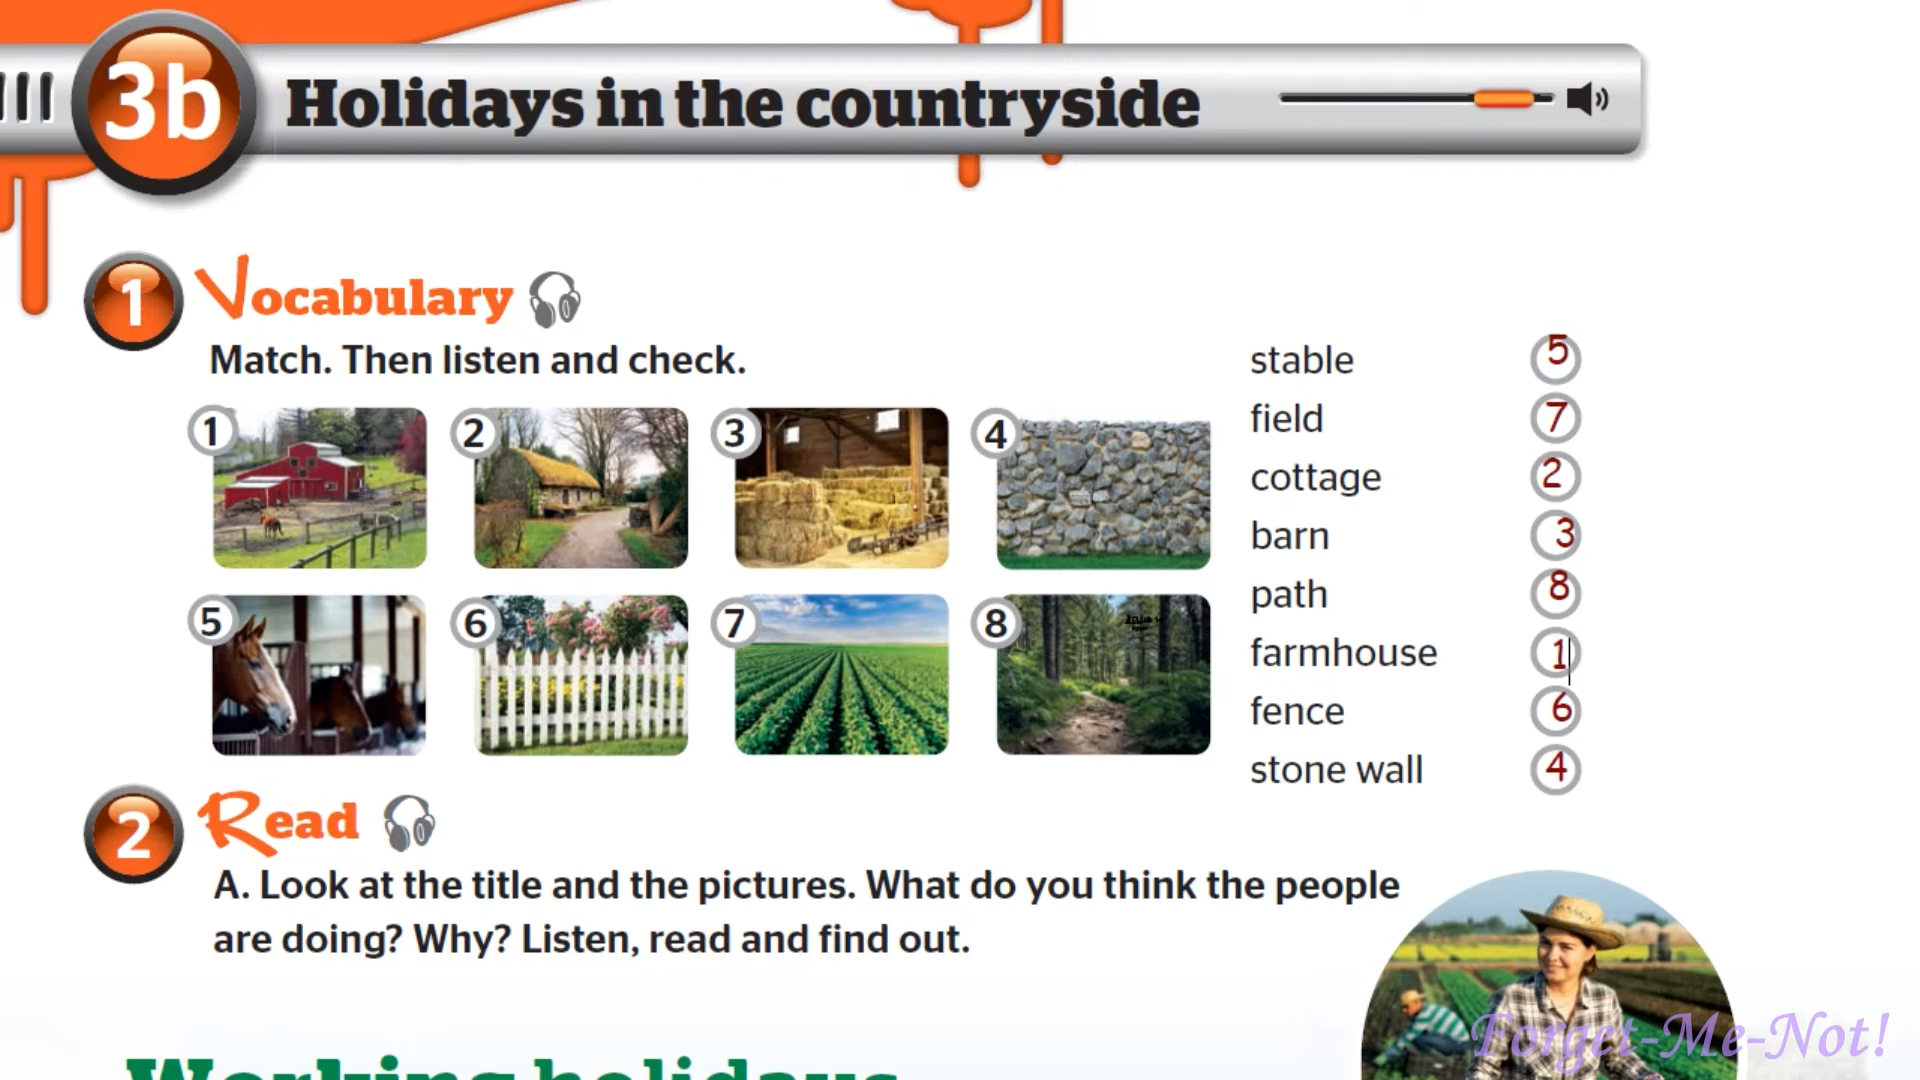 3b Holidays in the countryside
1 Vocabulary
Match. Then listen and check.
1 2 3 4
5 6 7 8
stable 5
field 7
cottage 2
barn 3
path 8
farmhouse 1
fence 6
stone wall 4
2 Read
A. Look at the title and the pictures. What do you think the people
are doing? Why? Listen, read and find out.
Working holidays
Forget-Me-Not!